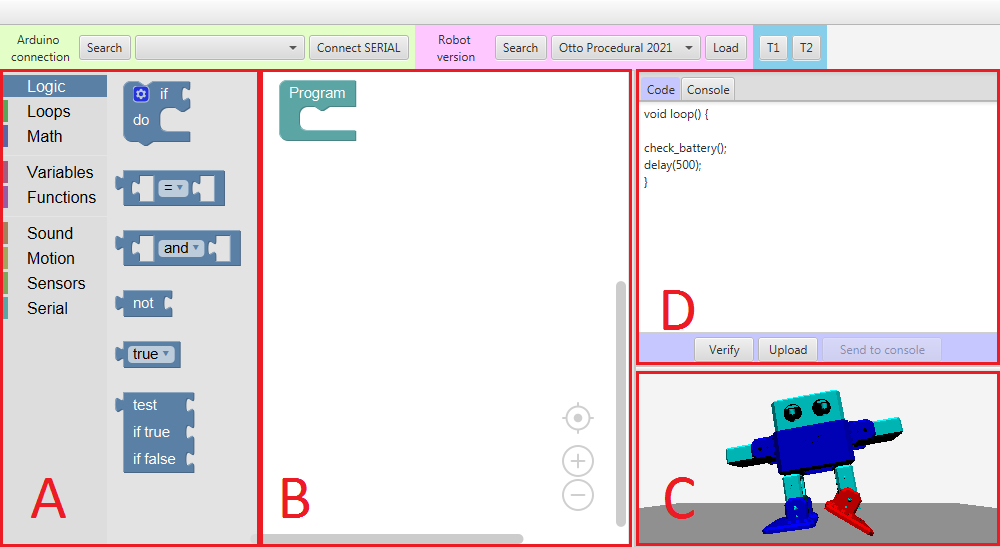 Arduino connection
Search
Connect SERIAL
Robot version
Search
Otto Procedural 2021
Load
T1
T2
Logic
Loops
Math
Variables
Functions
Sound
Motion
Sensors
Serial
if
do
=
and
not
true
test
if true
if false
A
Program
B
Code
Console
void loop() {
check_battery();
delay(500);
}
D
Verify
Upload
Send to console
C